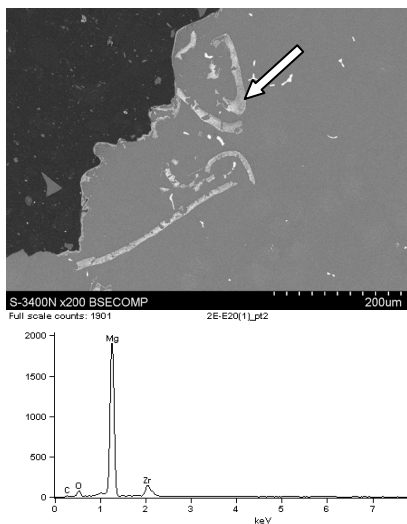 S-3400N x200 BSECOMP 200um
Full scale counts: 1901 2E-E20(1)_pt2
2000
Mg
1500
1000
500
C O Zr
0
0 1 2 3 4 5 6 7
keV